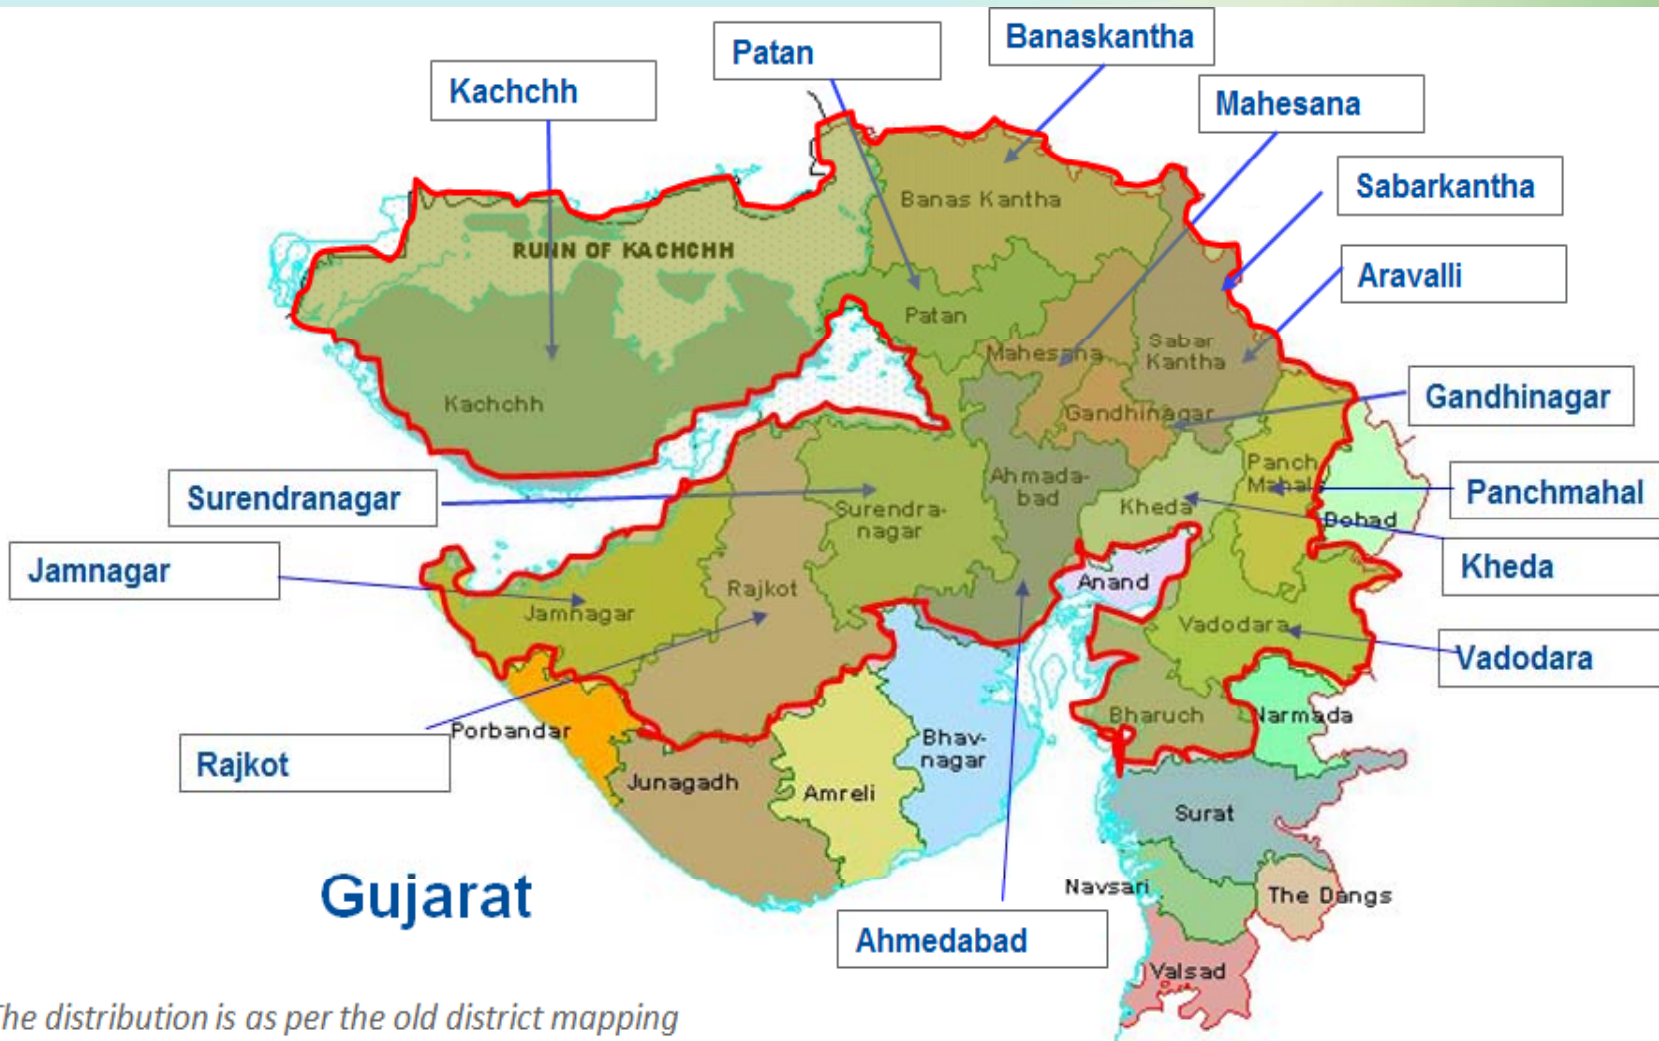 Banaskantha
Patan
Kachchh
Mahesana
Sabarkantha
Aravalli
Gandhinagar
Panchmahal
Kheda
Vadodara
Surendranagar
Jamnagar
Rajkot
Ahmedabad
Banas Kantha
RUNN OF KACHCHH
Patan
Mahesana
Sabar
Kantha
Kachchh
Gandhinagar
Panch
Mahal
Ahmada-
bad
Kheda
Surendra-
nagar
Dohad
Anand
Rajkot
Jamnagar
Vadodara
Bharuch
Narmada
Porbandar
Bhav-
nagar
Junagadh
Amreli
Surat
Navsari
The Dangs
Valsad
Gujarat
The distribution is as per the old district mapping